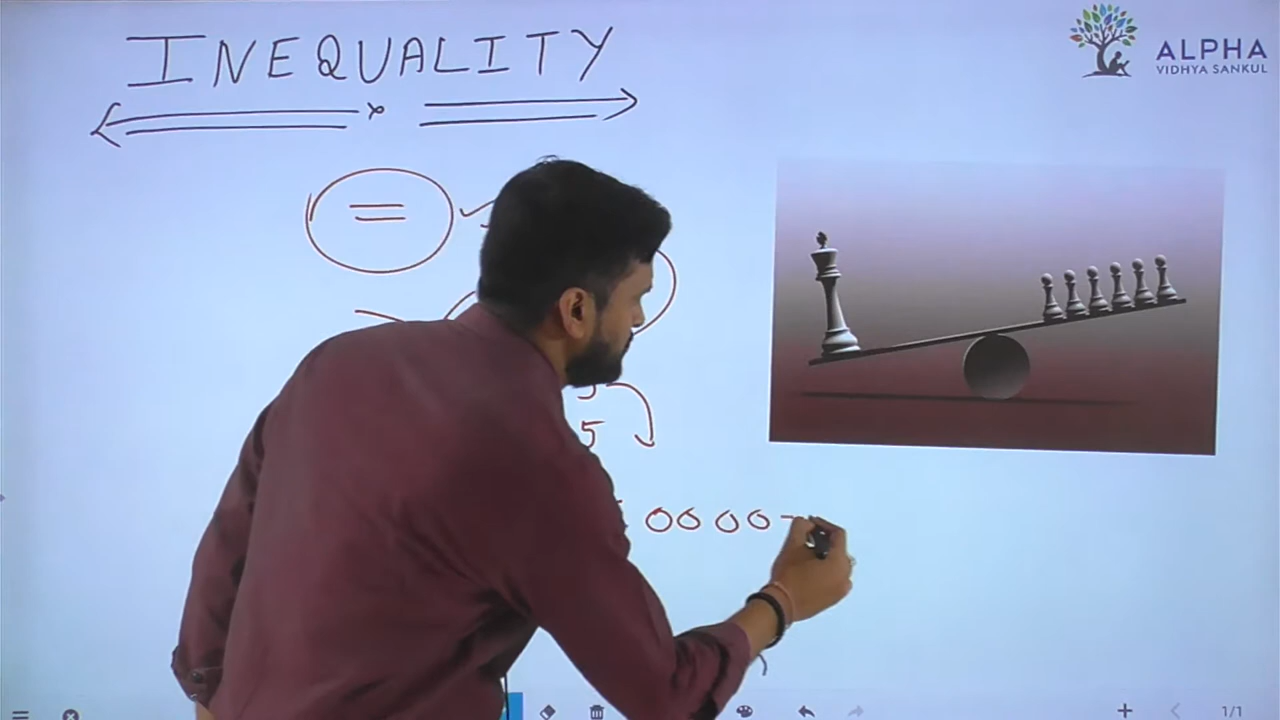 INEQUALITY
ALPHA
VIDHYA SANKUL
=
5
0000-
1/1